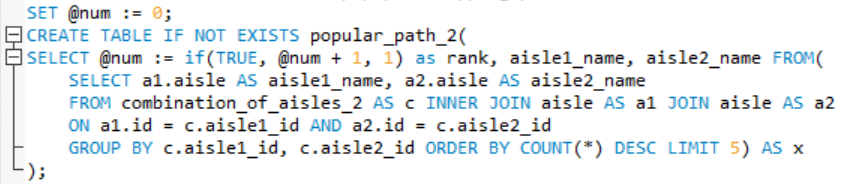 SET @num := 0;
CREATE TABLE IF NOT EXISTS popular_path_2(
SELECT @num := if(TRUE, @num + 1, 1) as rank, aisle1_name, aisle2_name FROM(
SELECT a1.aisle AS aisle1_name, a2.aisle AS aisle2_name
FROM combination_of_aisles_2 AS c INNER JOIN aisle AS a1 JOIN aisle AS a2
ON a1.id = c.aisle1_id AND a2.id = c.aisle2_id
GROUP BY c.aisle1_id, c.aisle2_id ORDER BY COUNT(*) DESC LIMIT 5) AS x
);